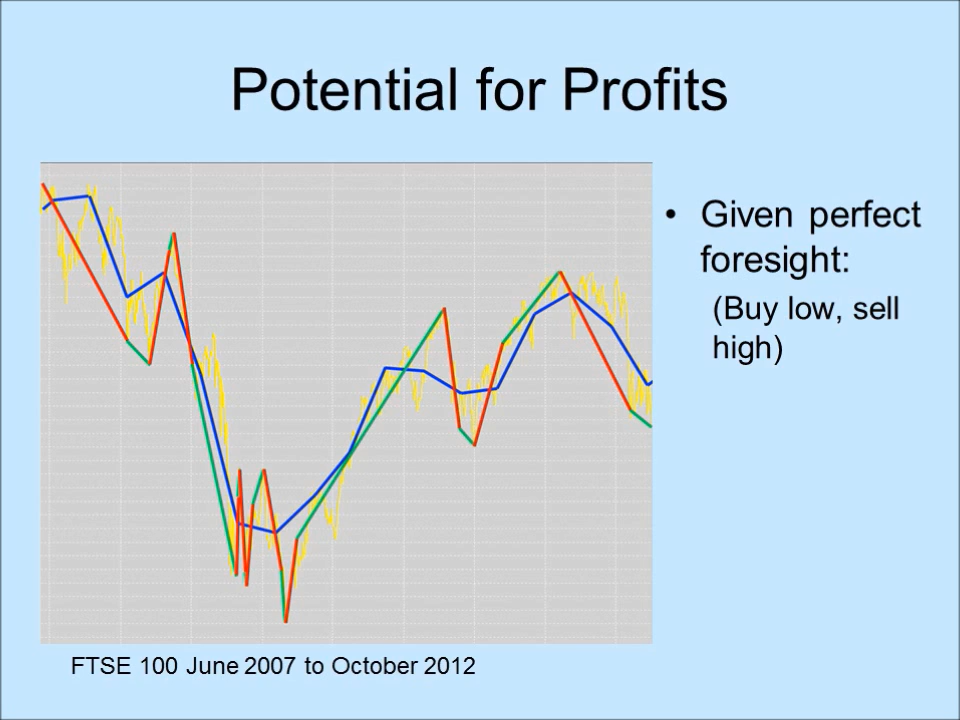 Potential for Profits
• Given perfect
foresight:
(Buy low, sell
high)
FTSE 100 June 2007 to October 2012